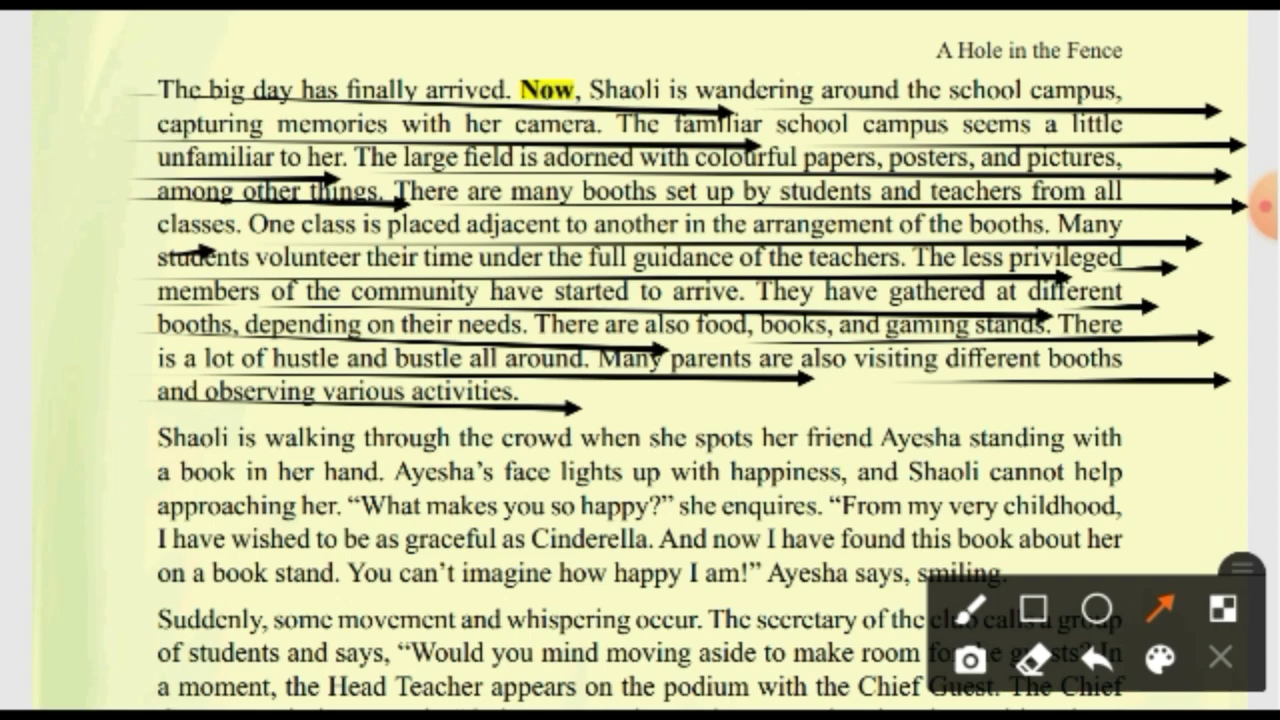 A Hole in the Fence
The big day has finally arrived. Now, Shaoli is wandering around the school campus,
capturing memories with her camera. The familiar school campus seems a little
unfamiliar to her. The large field is adorned with colourful papers, posters, and pictures,
among other things. There are many booths set up by students and teachers from all
classes. One class is placed adjacent to another in the arrangement of the booths. Many
students volunteer their time under the full guidance of the teachers. The less privileged
members of the community have started to arrive. They have gathered at different
booths, depending on their needs. There are also food, books, and gaming stands. There
is a lot of hustle and bustle all around. Many parents are also visiting different booths
and observing various activities.
Shaoli is walking through the crowd when she spots her friend Ayesha standing with
a book in her hand. Ayesha’s face lights up with happiness, and Shaoli cannot help
approaching her. “What makes you so happy?” she enquires. “From my very childhood,
I have wished to be as graceful as Cinderella. And now I have found this book about her
on a book stand. You can’t imagine how happy I am!” Ayesha says, smiling.
Suddenly, some movement and whispering occur. The secretary of the club calls a group
of students and says, “Would you mind moving aside to make room for the guests? In
a moment, the Head Teacher appears on the podium with the Chief Guest. The Chief